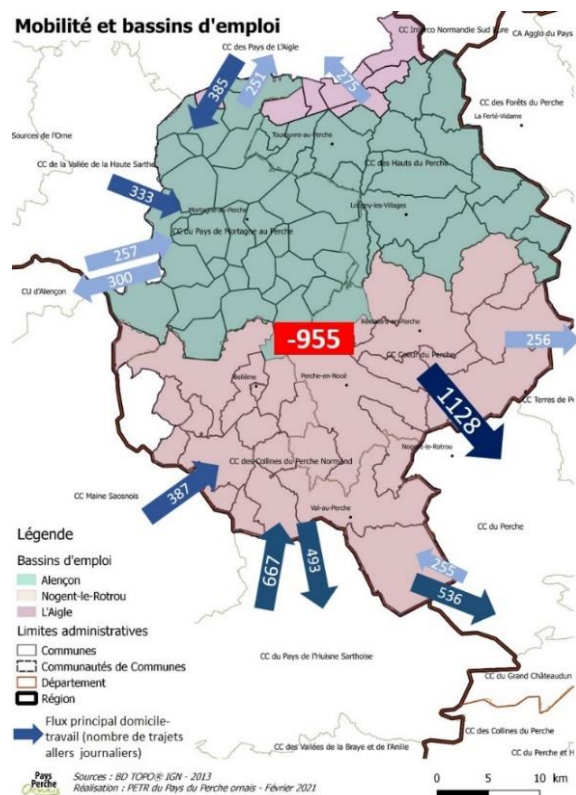 Mobilité et bassins d'emploi
CC des Pays de L'Aigle
CC Interco Normandie Sud Eure
CA Agglo du Pays
385
251
275
CC des Forêts du Perche
La Ferté-Vidame
Sources de l'Orne
Tourouvre-au-Perche
CC de la Vallée de la Haute Sarthe
CC des Hauts du Perche
333
Mortagne-au-Perche
Longny-les-Villages
CC du Pays de Mortagne au Perche
257
300
CU d'Alençon
-955
Rémalard-en-Perche
256
CC Coeur du Perche
Bellême
Perche-en-Nocé
1128
CC Terres de P
Nogent-le-Rotrou
CC des Collines du Perche Normand
387
CC Maine Saosnois
Val-au-Perche
CC du Perche
667
493
255
536
CC du Pays de l'Huisne Sarthoise
CC du Grand Châteaudun
CC des Collines du Perche
CC des Vallées de la Braye et de l'Anille
CC du Perche et H
Légende
Bassins d'emploi
Alençon
Nogent-le-Rotrou
L'Aigle
Limites administratives
Communes
Communautés de Communes
Département
Région
Flux principal domicile-
travail (nombre de trajets
allers journaliers)
Pays
Perche
Ornais
Sources : BD TOPO® IGN - 2013
Réalisation : PETR du Pays du Perche ornais - Février 2021
0 5 10 km